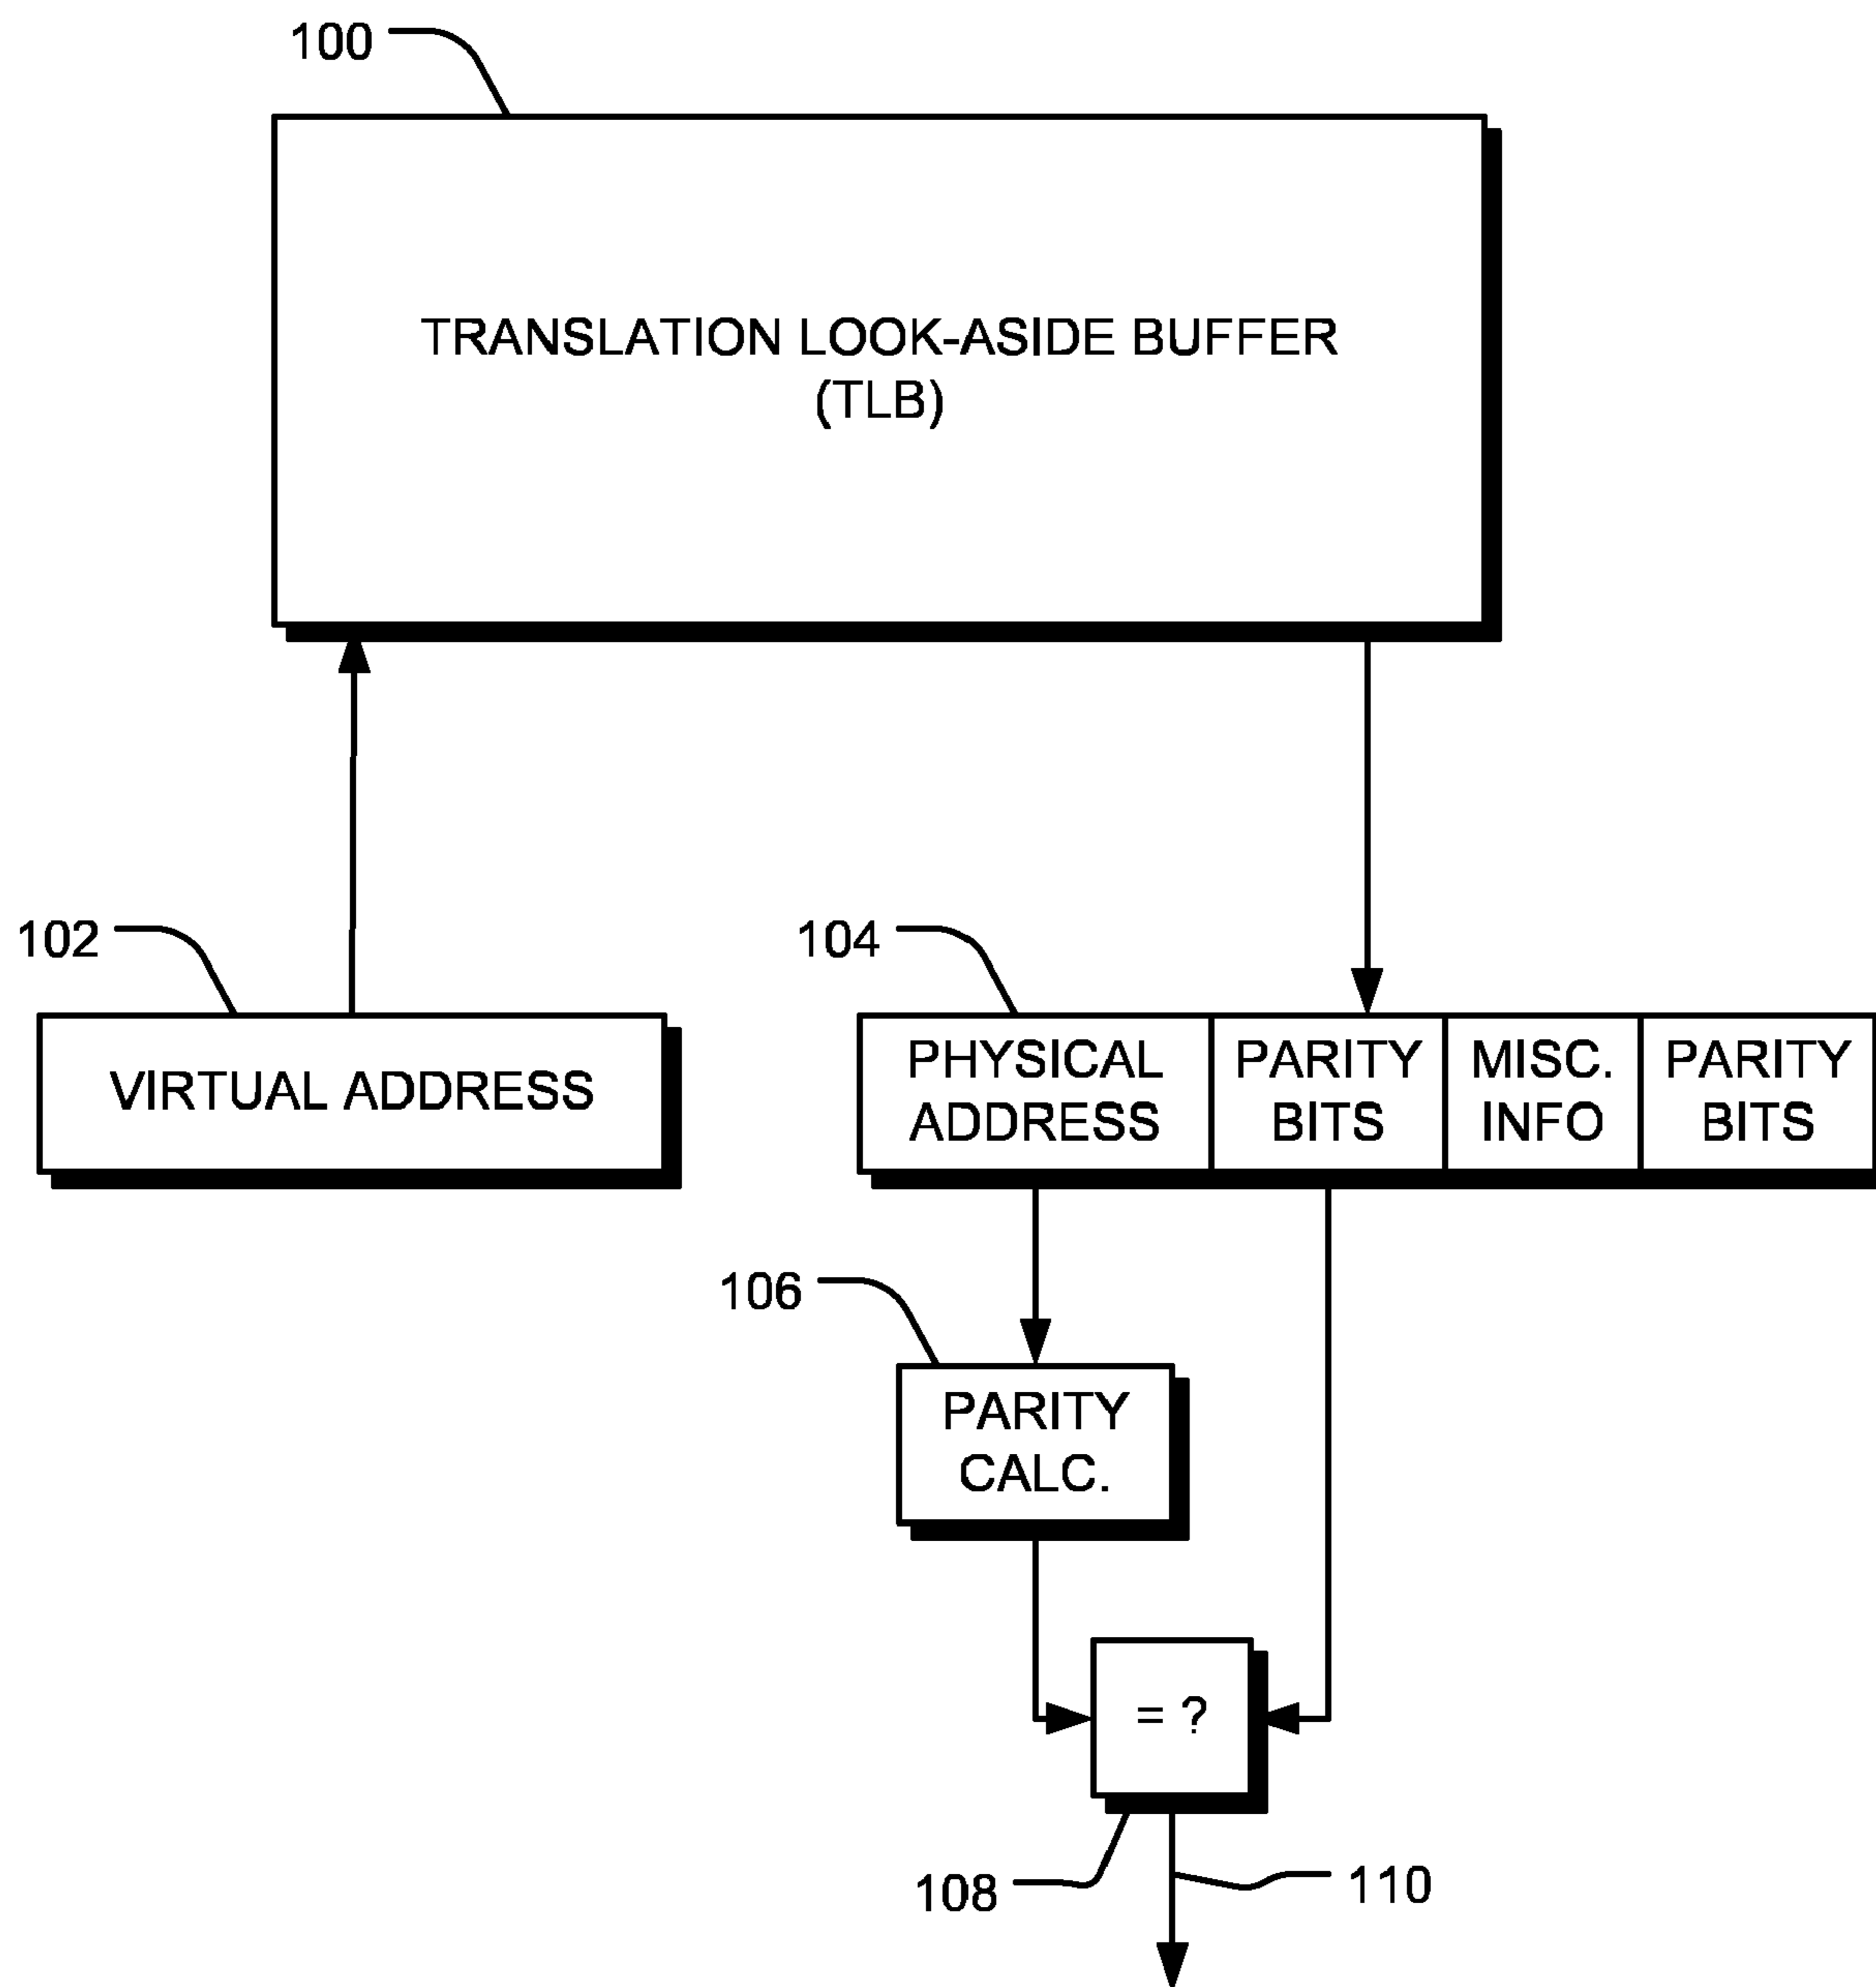 100
TRANSLATION LOOK-ASIDE BUFFER
(TLB)
102
VIRTUAL ADDRESS
104
PHYSICAL
ADDRESS
PARITY
BITS
MISC.
INFO
PARITY
BITS
106
PARITY
CALC.
= ?
108
110